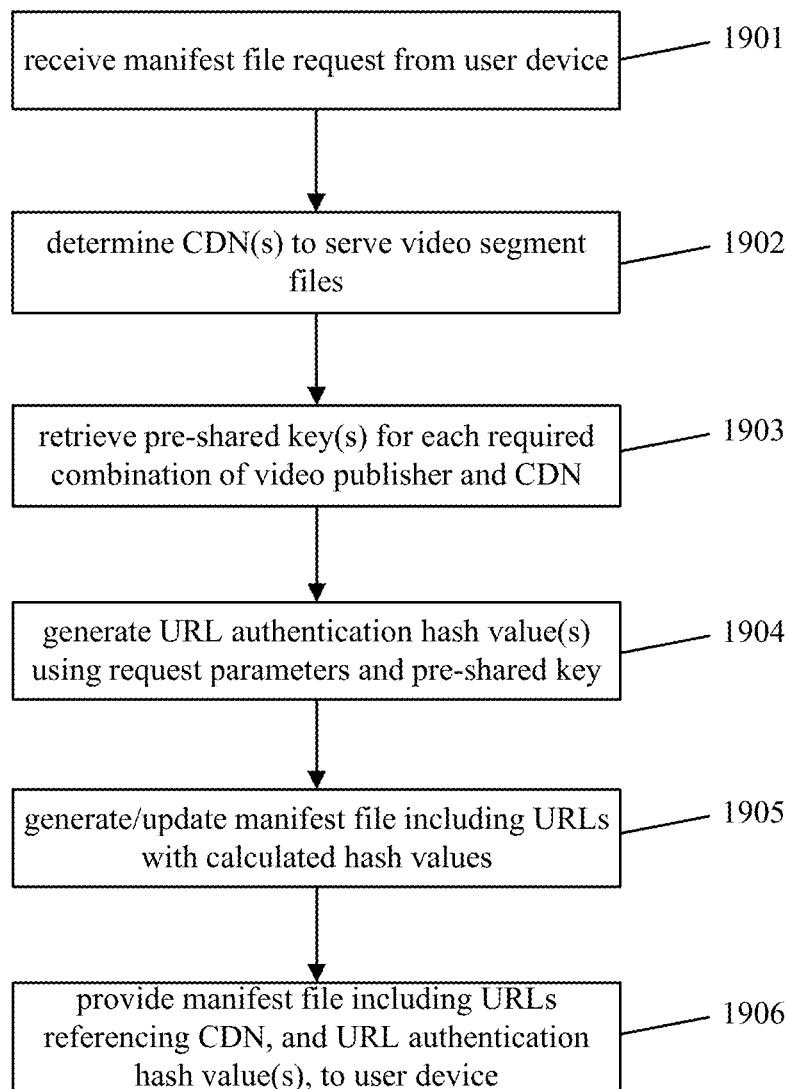 receive manifest file request from user device
1901
determine CDN(s) to serve video segment
files
1902
retrieve pre-shared key(s) for each required
combination of video publisher and CDN
1903
generate URL authentication hash value(s)
using request parameters and pre-shared key
1904
generate/update manifest file including URLs
with calculated hash values
1905
provide manifest file including URLs
referencing CDN, and URL authentication
hash value(s), to user device
1906